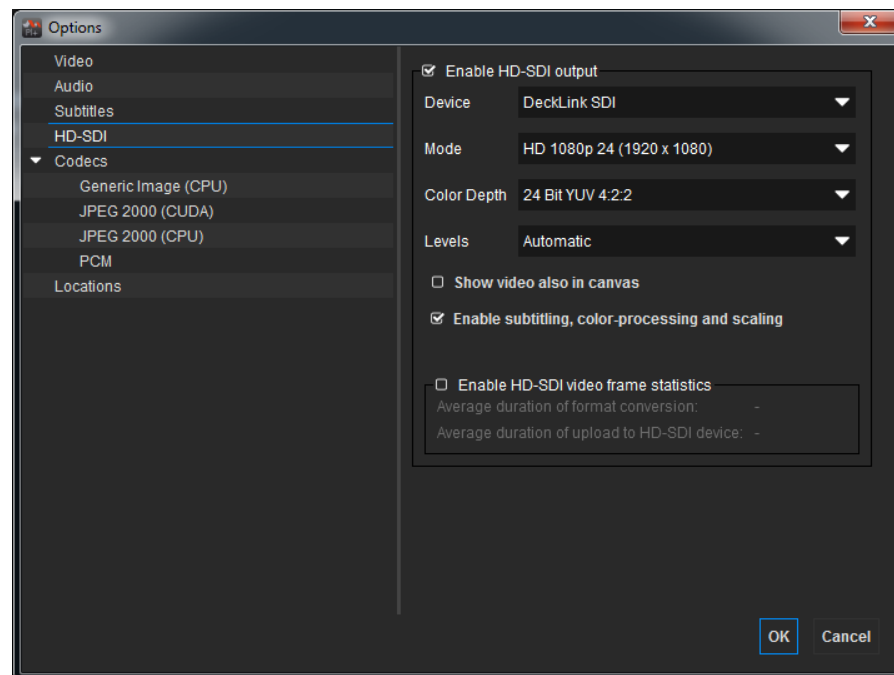 Options
Video
Audio
Subtitles
HD-SDI
Codecs
Generic Image (CPU)
JPEG 2000 (CUDA)
JPEG 2000 (CPU)
PCM
Locations
Enable HD-SDI output
Device DeckLink SDI
Mode HD 1080p 24 (1920 x 1080)
Color Depth 24 Bit YUV 4:2:2
Levels Automatic
Show video also in canvas
Enable subtitling, color-processing and scaling
Enable HD-SDI video frame statistics
Average duration of format conversion: -
Average duration of upload to HD-SDI device: -
OK Cancel